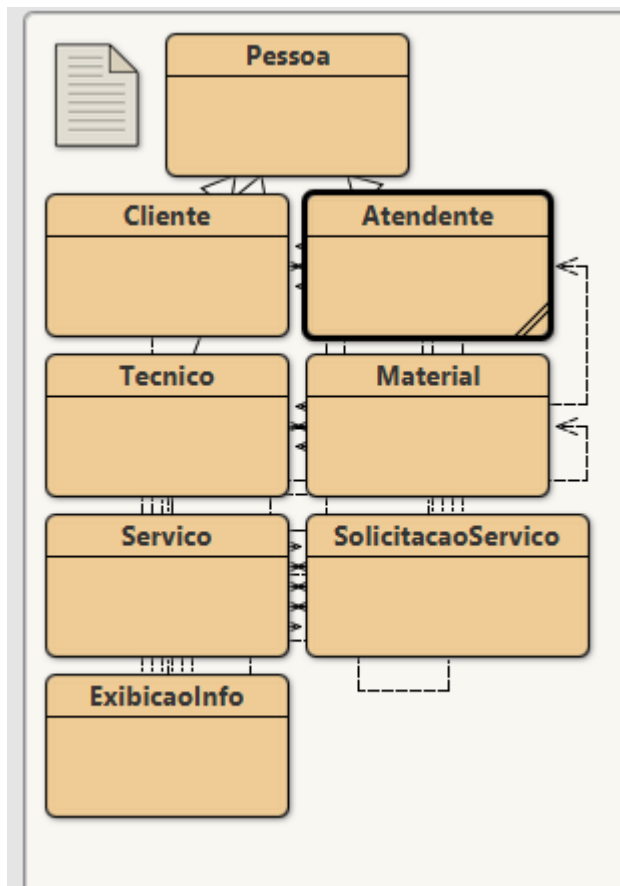 Pessoa
Cliente
Atendente
Tecnico
Material
Servico
SolicitacaoServico
ExibicaoInfo